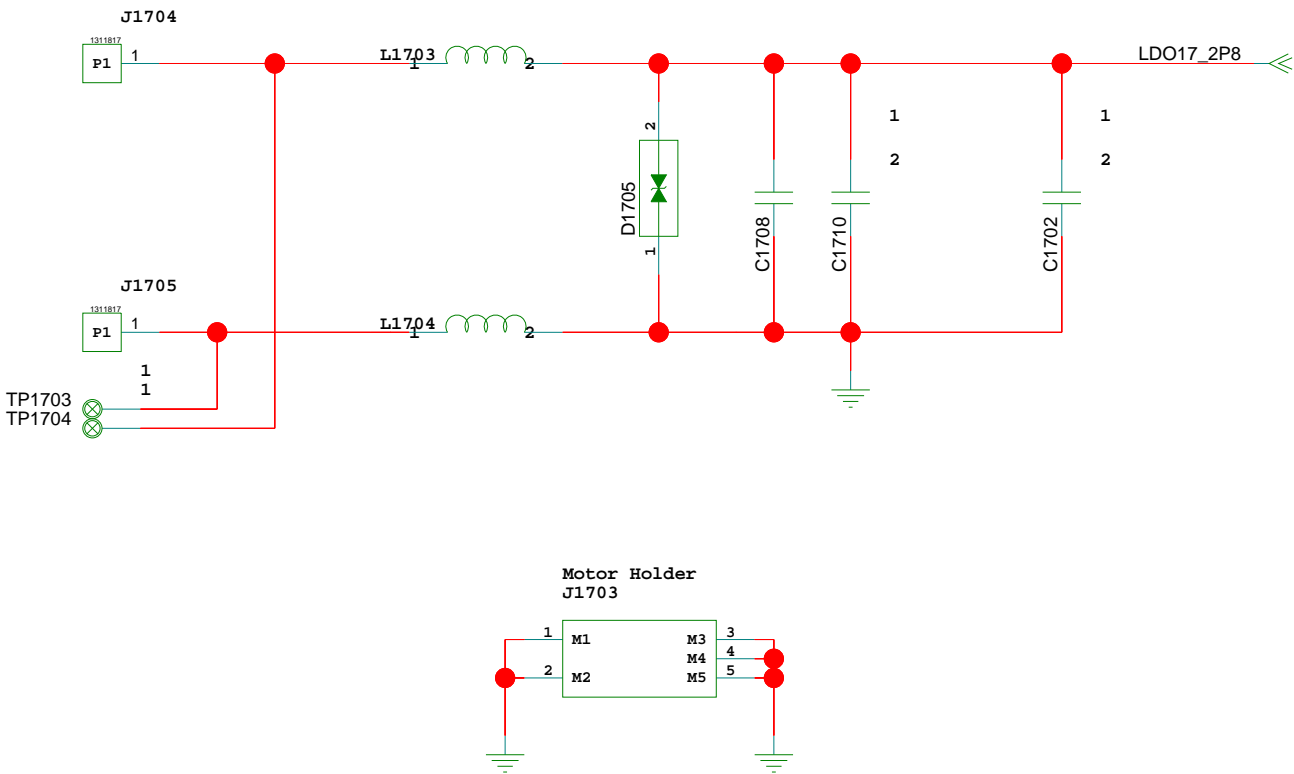 J1704
1311817
P1 1
L1703
1 2
LDO17_2P8
1
2
1
2
2
D1705
1
C1708
C1710
C1702
J1705
1311817
P1 1
L1704
1 2
1
1
TP1703
TP1704
Motor Holder
J1703
1 M1 M3 3
M4 4
2 M2 M5 5